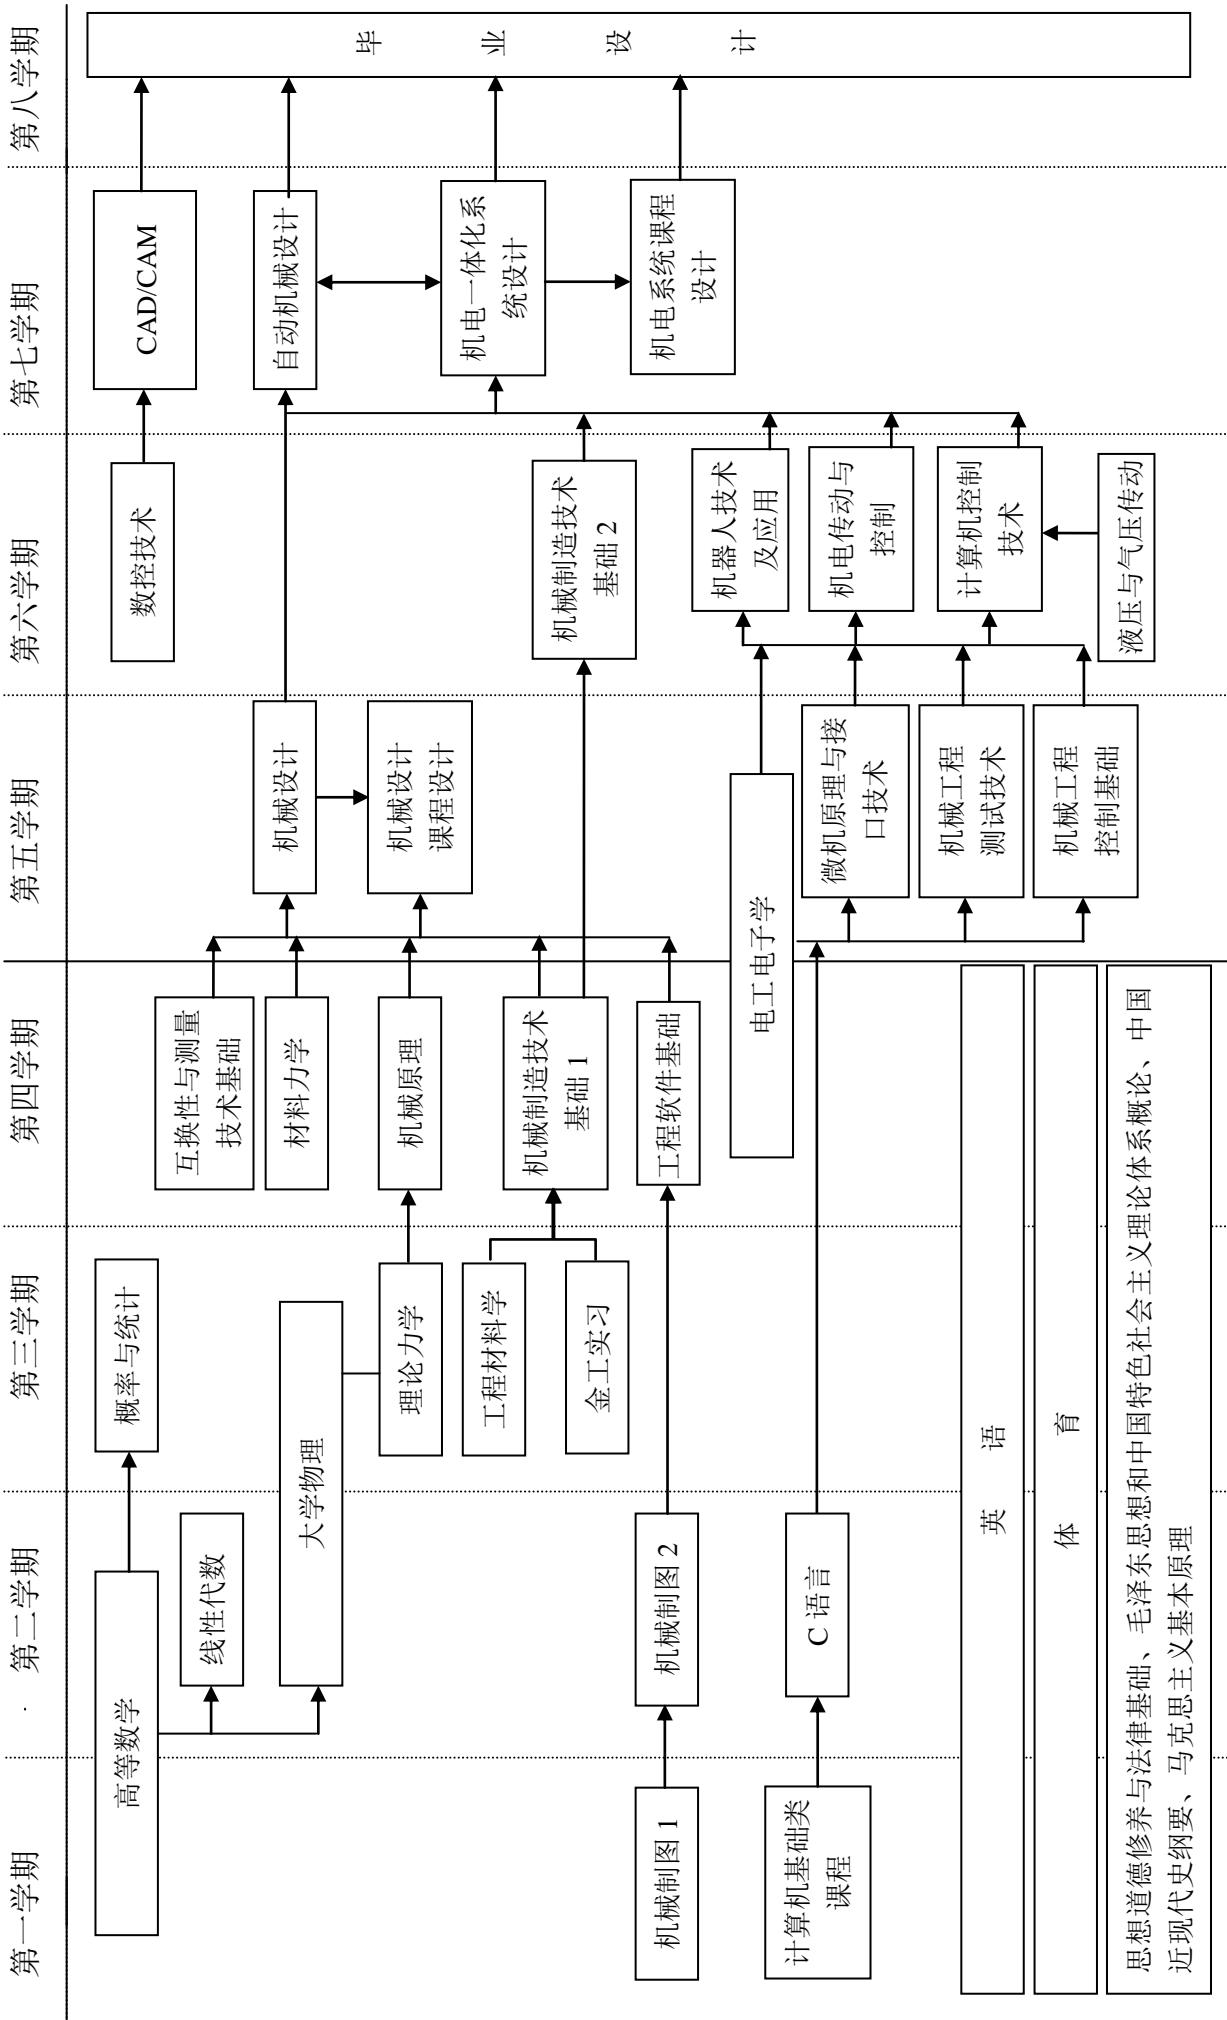 第一学期
第二学期
第三学期
第四学期
第五学期
第六学期
第七学期
第八学期
高等数学
概率与统计
线性代数
大学物理
理论力学
工程材料学
金工实习
机械制图 1
机械制图 2
计算机基础类
课程
C 语言
互换性与测量
技术基础
材料力学
机械原理
机械制造技术
基础 1
工程软件基础
电工电子学
机械设计
机械设计
课程设计
微机原理与接
口技术
机械工程
测试技术
机械工程
控制基础
数控技术
机械制造技术
基础 2
机器人技术
及应用
机电传动与
控制
计算机控制
技术
液压与气压传动
CAD/CAM
自动机械设计
机电一体化系
统设计
机电系统课程
设计
毕业设计
英语
体育
思想道德修养与法律基础、毛泽东思想和中国特色社会主义理论体系概论、中国
近现代史纲要、马克思主义基本原理